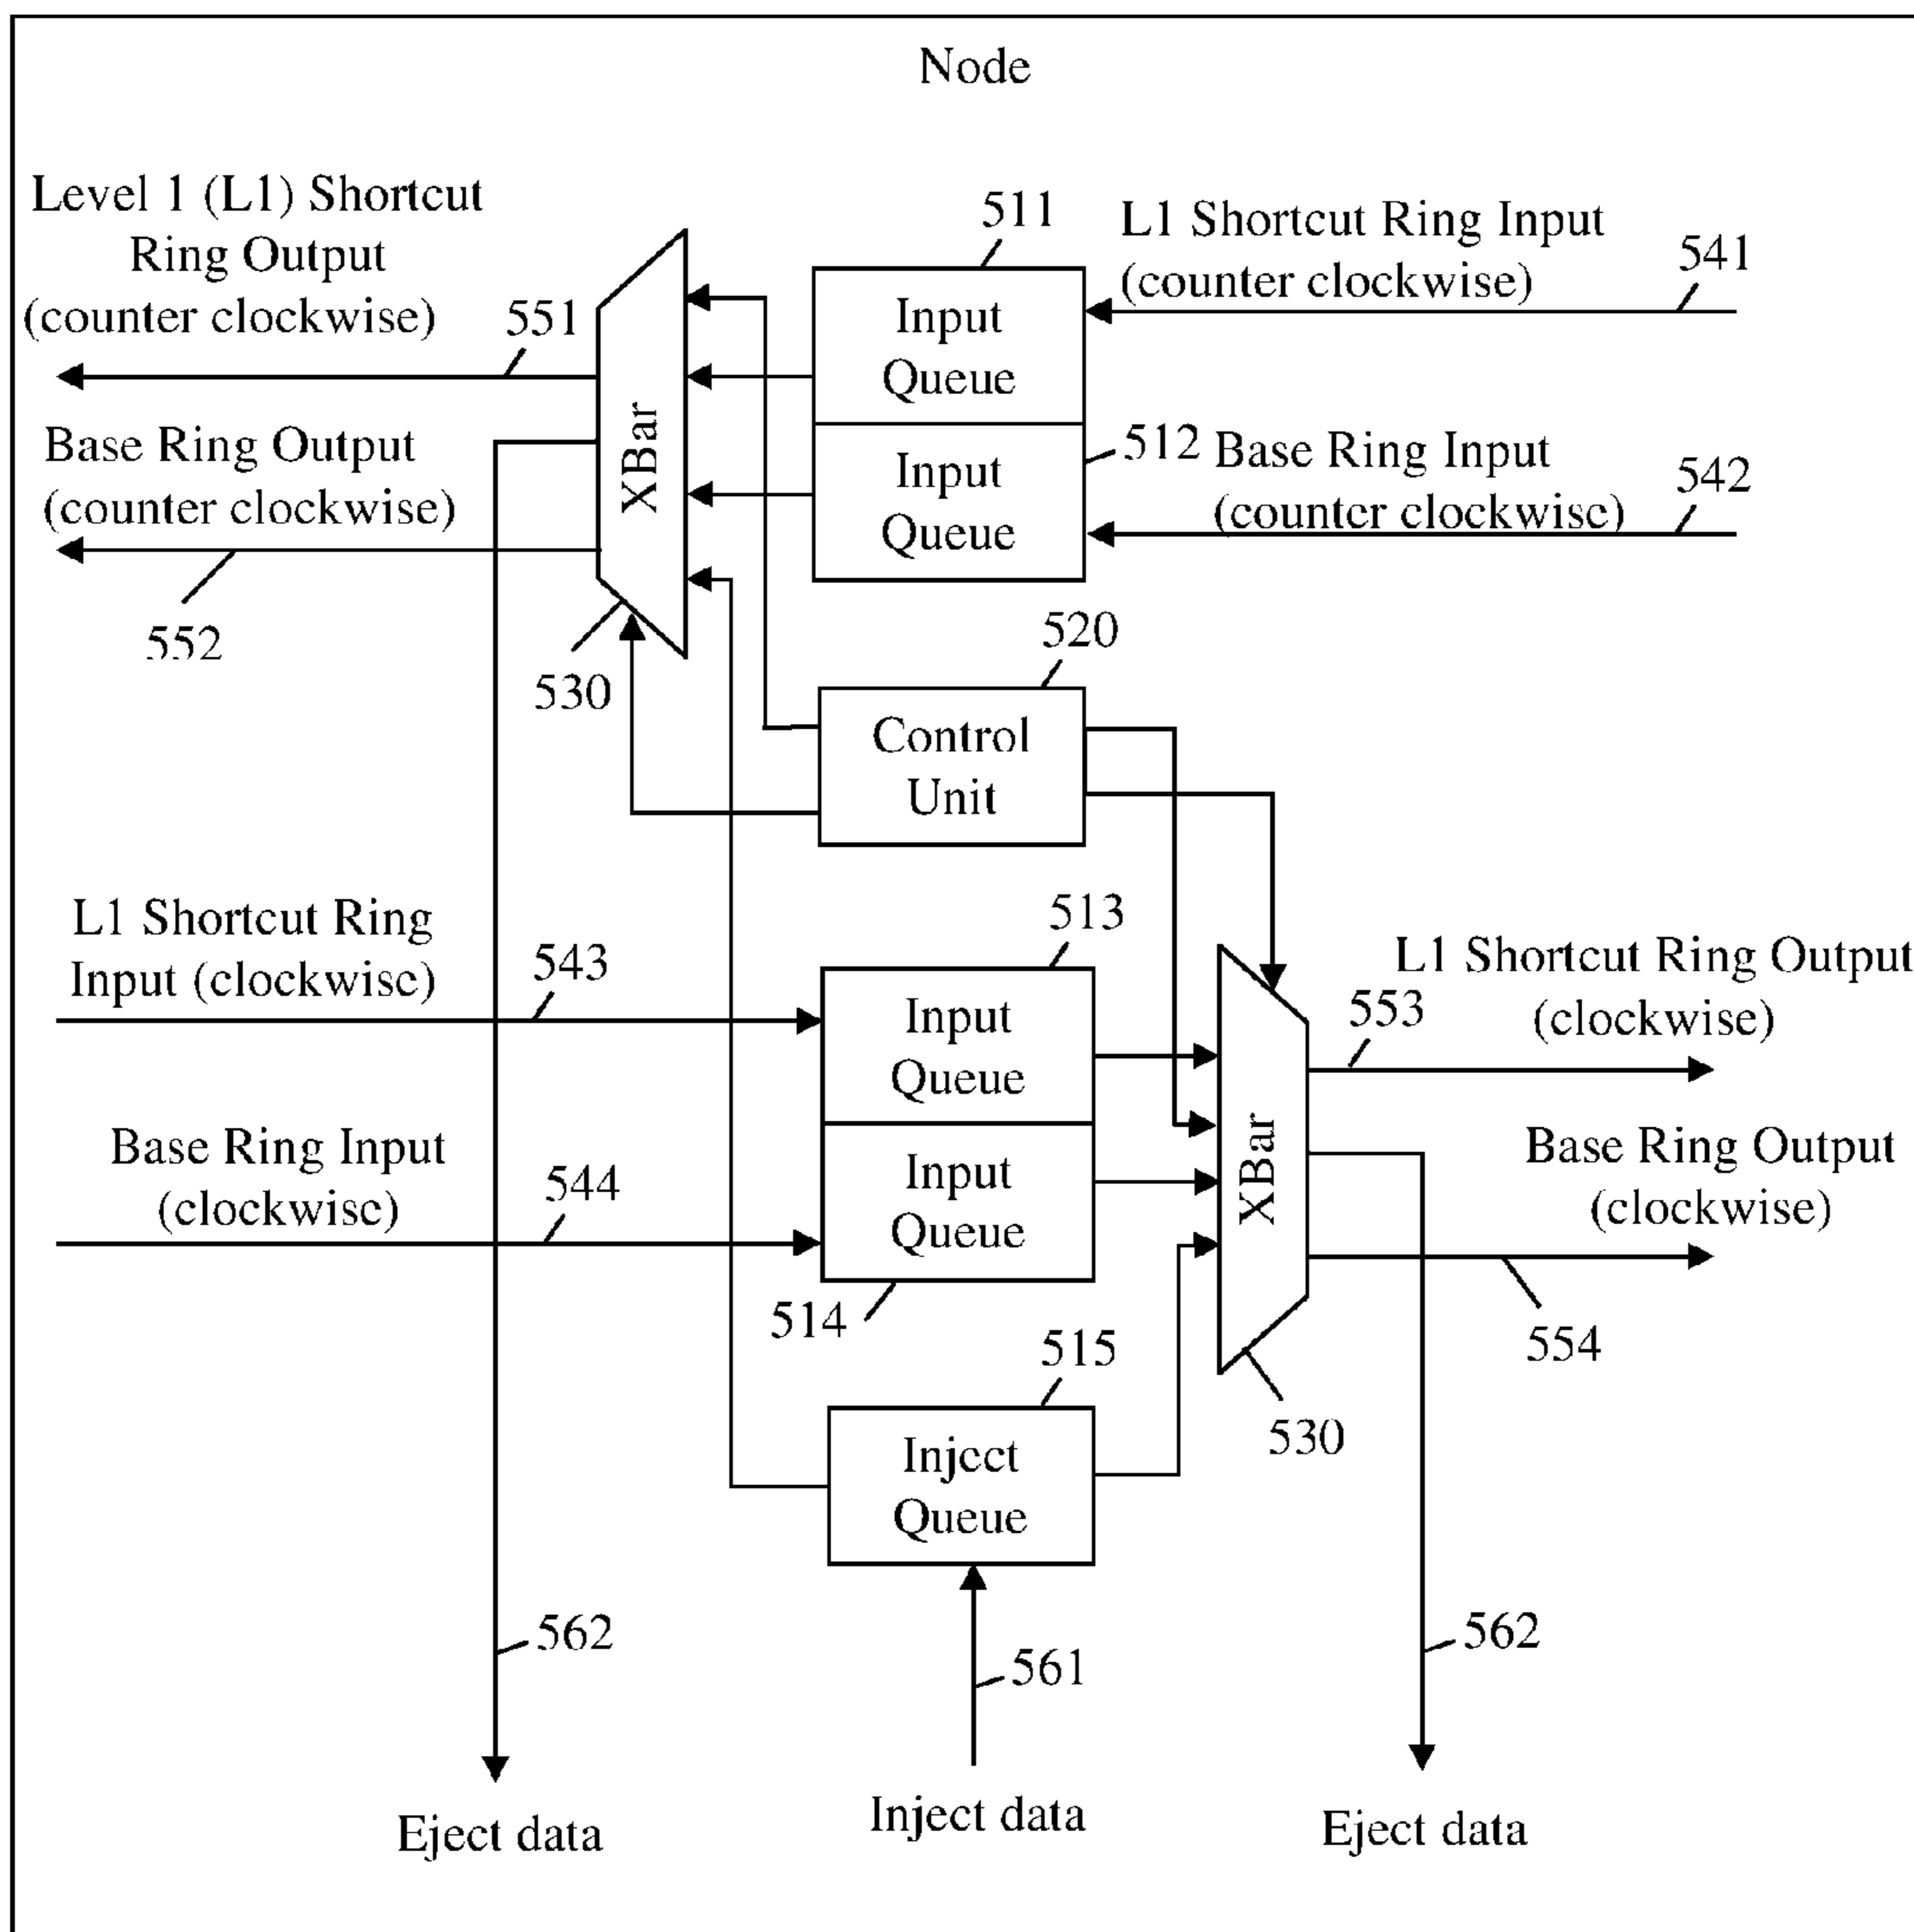 Node
Level 1 (L1) Shortcut
Ring Output
(counter clockwise)
551
511
L1 Shortcut Ring Input
(counter clockwise)
541
Input
Queue
XBar
Base Ring Output
(counter clockwise)
552
Input
Queue
512
Base Ring Input
(counter clockwise)
542
530
520
Control
Unit
L1 Shortcut Ring
Input (clockwise)
543
513
Input
Queue
L1 Shortcut Ring Output
(clockwise)
553
Base Ring Input
(clockwise)
544
Input
Queue
514
XBar
Base Ring Output
(clockwise)
554
515
530
Inject
Queue
562
561
562
Eject data
Inject data
Eject data